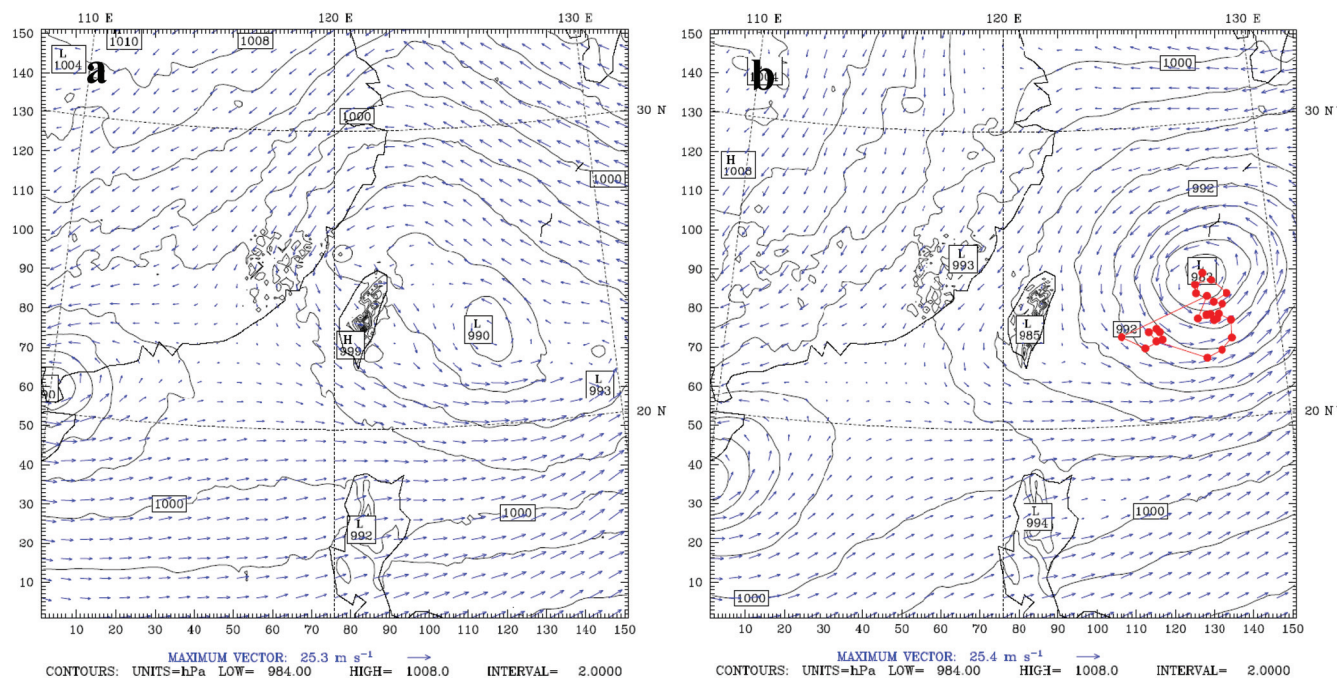 110 E 120 E 130 E
110 E 120 E 130 E
a
b
L
1004
1010
1008
1000
1000
L
990
H
999
L
993
1000
1000
L
992
30 N
20 N
H
1008
1000
992
L
993
L
985
992
L
994
1000
1000
30 N
150
140
130
120
110
100
90
80
70
60
50
40
30
20
10
10 20 30 40 50 60 70 80 90 100 110 120 130 140 150
150
140
130
120
110
100
90
80
70
60
50
40
30
20
10
10 20 30 40 50 60 70 80 90 100 110 120 130 140 150
MAXIMUM VECTOR: 25.3 m s⁻¹
CONTOURS: UNITS=hPa LOW= 984.00 HIGH= 1008.0 INTERVAL= 2.0000
MAXIMUM VECTOR: 25.4 m s⁻¹
CONTOURS: UNITS=hPa LOW= 984.00 HIGH= 1008.0 INTERVAL= 2.0000